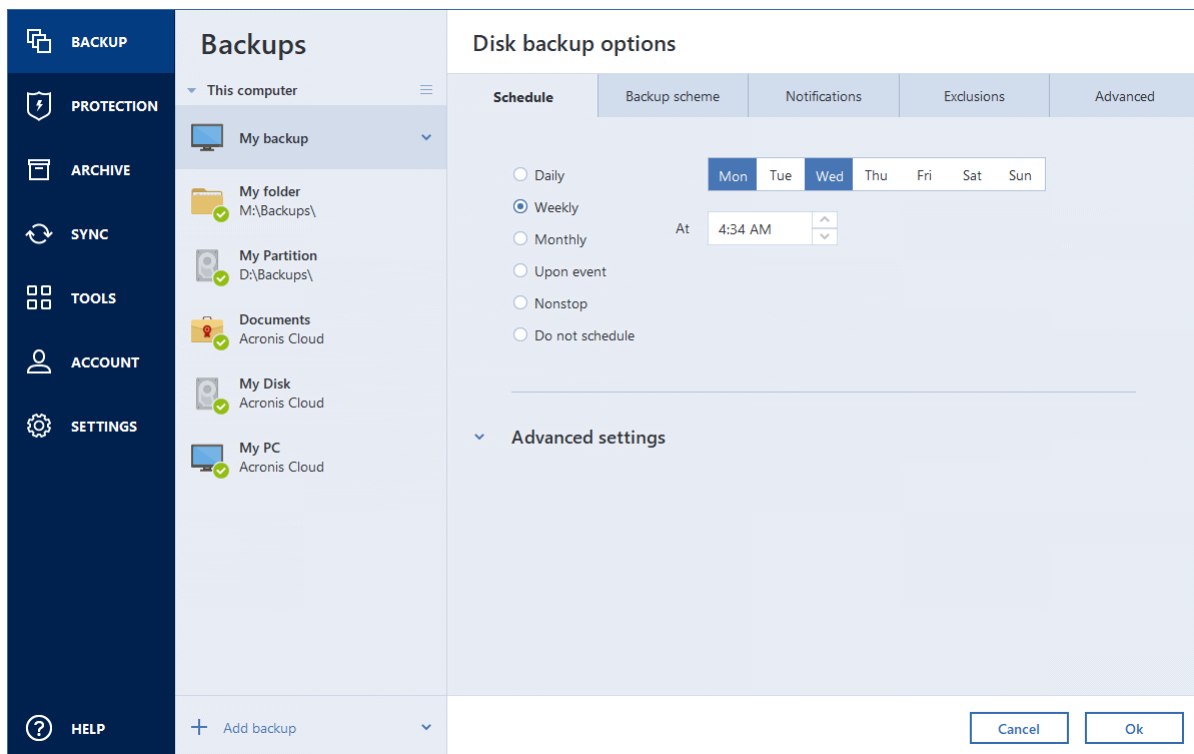 BACKUP
PROTECTION
ARCHIVE
SYNC
TOOLS
ACCOUNT
SETTINGS
HELP
Backups
This computer
My backup
My folder
M:\Backups\
My Partition
D:\Backups\
Documents
Acronis Cloud
My Disk
Acronis Cloud
My PC
Acronis Cloud
Add backup
Disk backup options
Schedule Backup scheme Notifications Exclusions Advanced
Daily
Weekly
Monthly
Upon event
Nonstop
Do not schedule
Mon Tue Wed Thu Fri Sat Sun
At 4:34 AM
Advanced settings
Cancel Ok